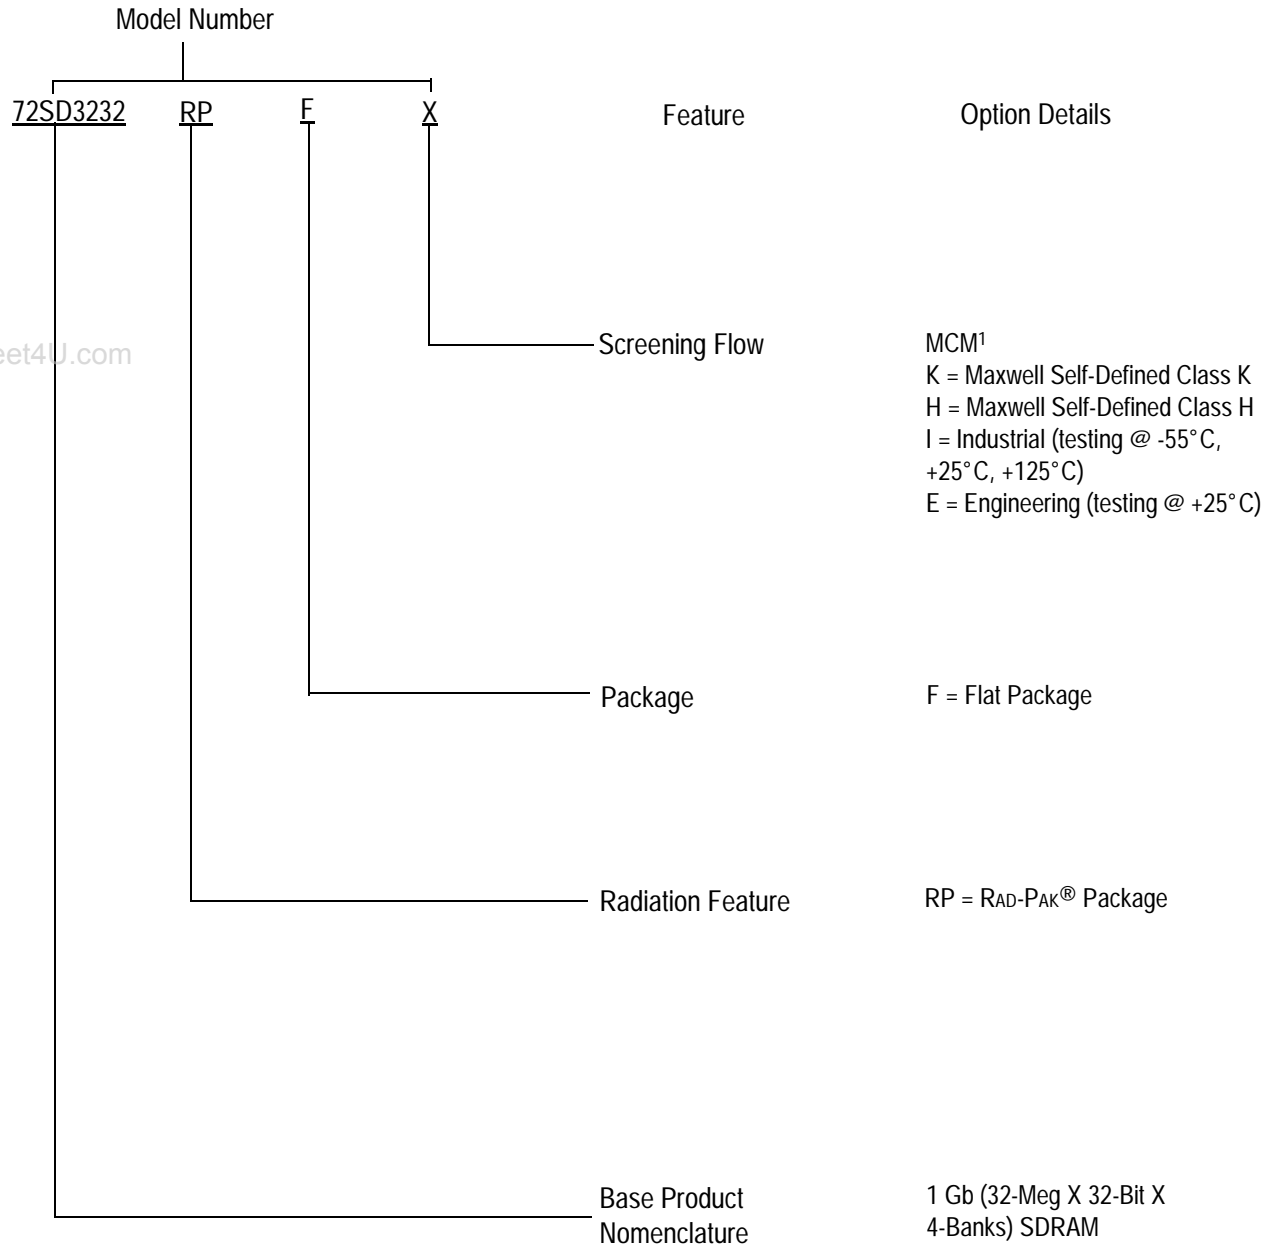 Model Number
72SD3232 RP F X Feature Option Details
Screening Flow MCM1
K = Maxwell Self-Defined Class K
H = Maxwell Self-Defined Class H
I = Industrial (testing @ -55°C,
+25°C, +125°C)
E = Engineering (testing @ +25°C)
eet4U.com
Package F = Flat Package
Radiation Feature RP = RAD-PAK® Package
Base Product 1 Gb (32-Meg X 32-Bit X
Nomenclature 4-Banks) SDRAM